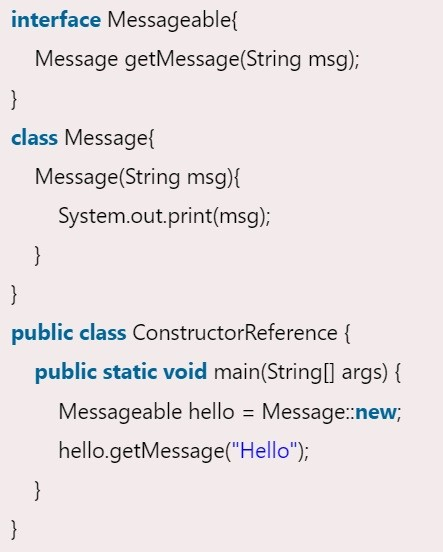 interface Messageable{
    Message getMessage(String msg);
}
class Message{
    Message(String msg){
        System.out.print(msg);
    }
}
public class ConstructorReference {
    public static void main(String[] args) {
        Messageable hello = Message::new;
        hello.getMessage("Hello");
    }
}